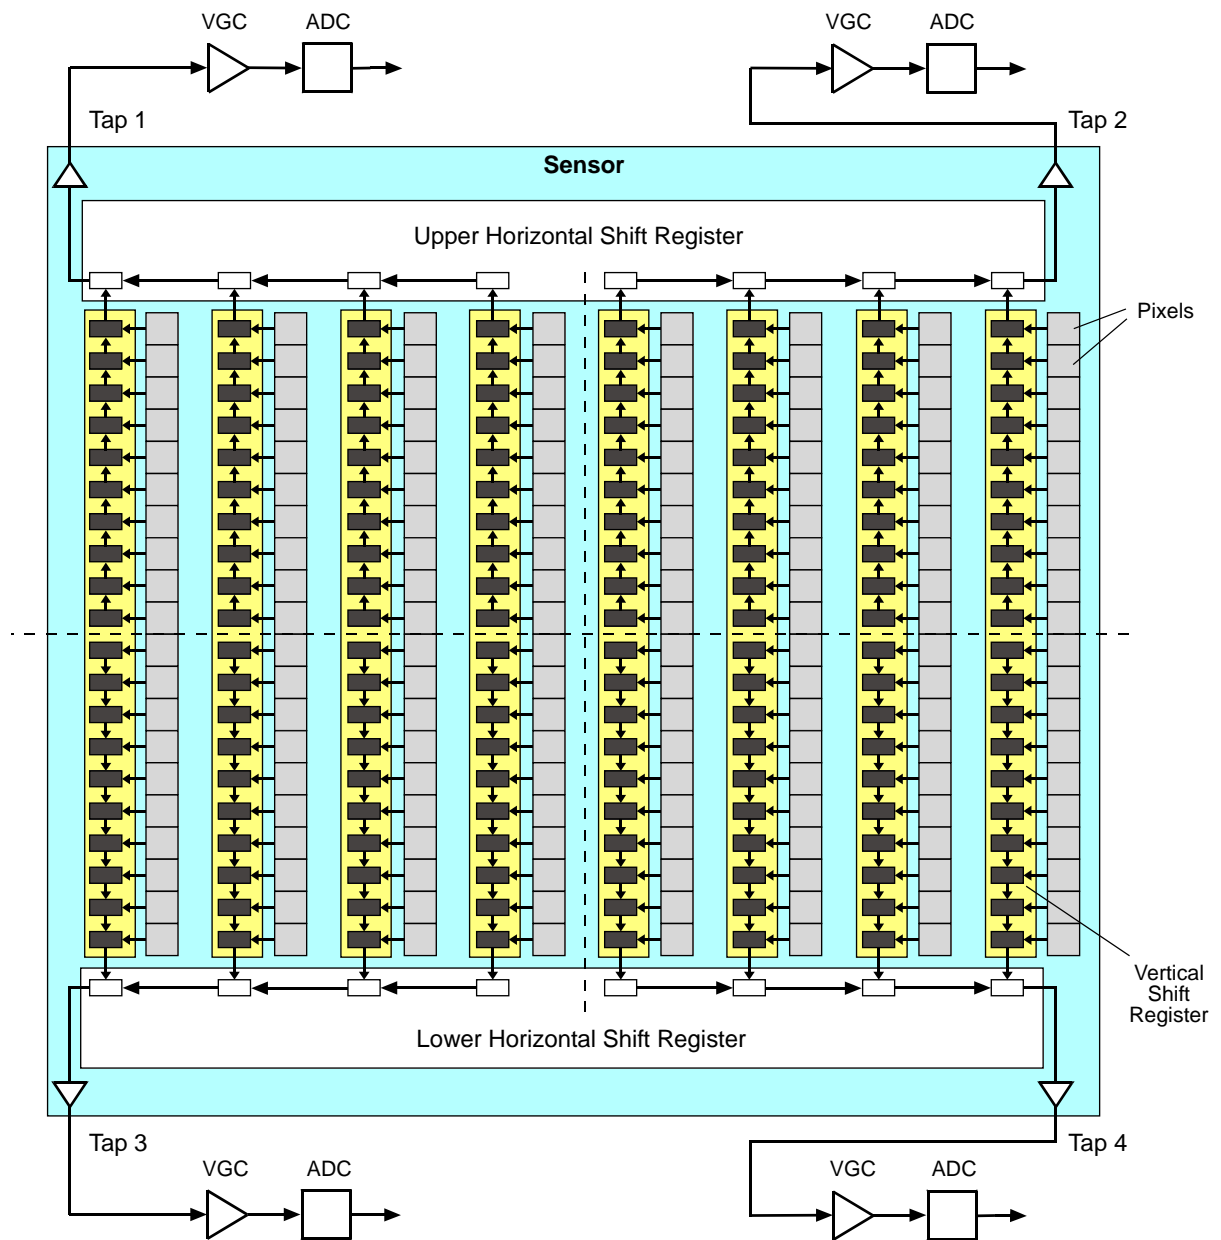 VGC ADC
VGC ADC
Tap 1
Tap 2
Sensor
Upper Horizontal Shift Register
Pixels
Vertical
Shift
Register
Lower Horizontal Shift Register
Tap 3
Tap 4
VGC ADC
VGC ADC